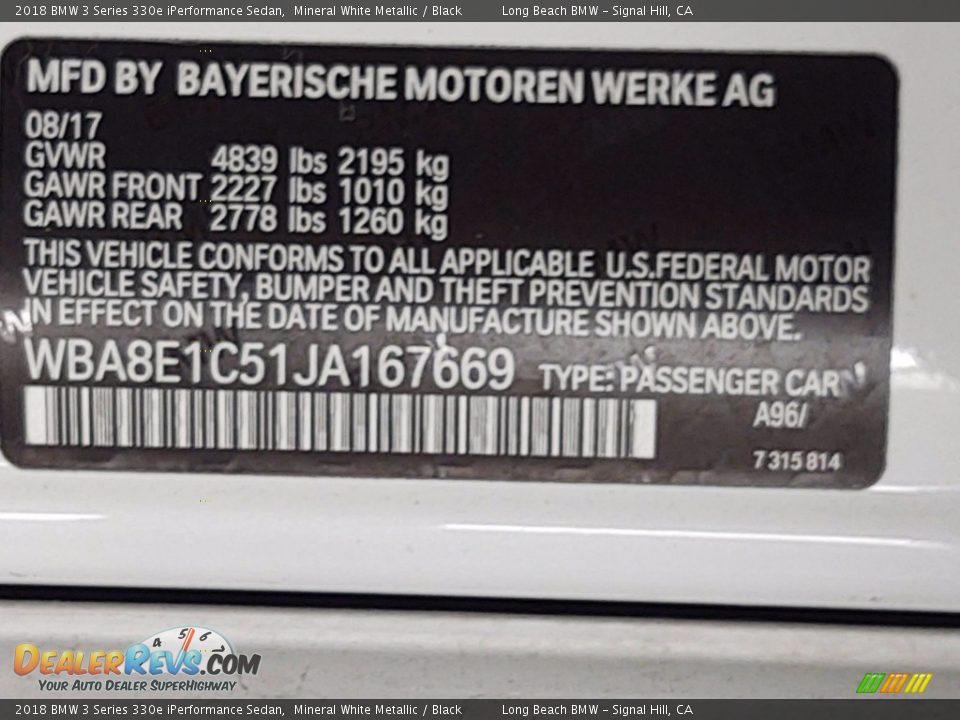 2018 BMW 3 Series 330e iPerformance Sedan, Mineral White Metallic / Black Long Beach BMW - Signal Hill, CA
MFD BY BAYERISCHE MOTOREN WERKE AG
08/17
GVWR 4839 lbs 2195 kg
GAWR FRONT 2227 lbs 1010 kg
GAWR REAR 2778 lbs 1260 kg
THIS VEHICLE CONFORMS TO ALL APPLICABLE U.S.FEDERAL MOTOR
VEHICLE SAFETY, BUMPER AND THEFT PREVENTION STANDARDS
IN EFFECT ON THE DATE OF MANUFACTURE SHOWN ABOVE.
WBA8E1C51JA167669 TYPE: PASSENGER CAR
A96/
7 315 814
4 5 6
DEALERREVS.COM
YOUR AUTO DEALER SUPERHIGHWAY
2018 BMW 3 Series 330e iPerformance Sedan, Mineral White Metallic / Black Long Beach BMW - Signal Hill, CA